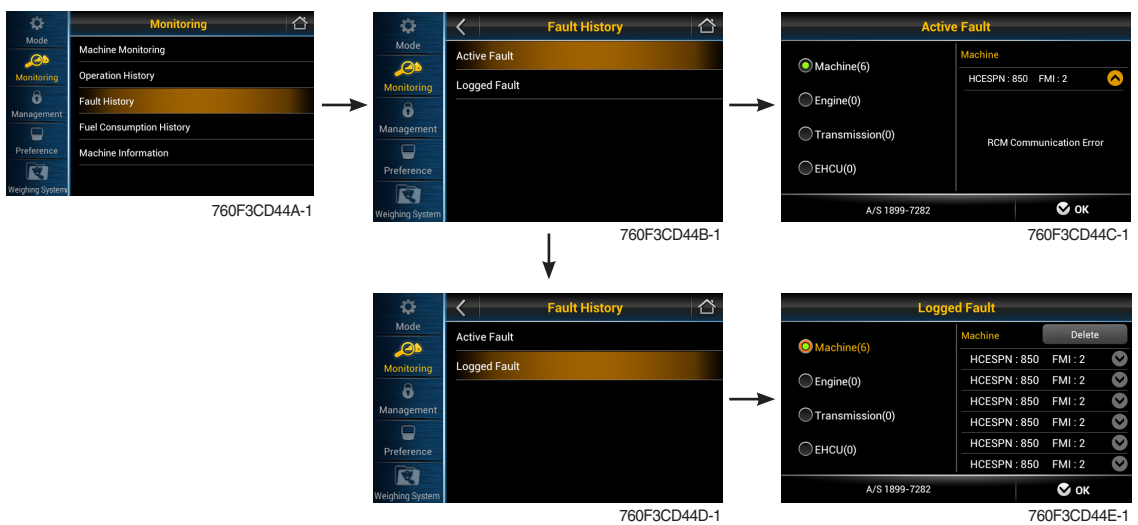 Monitoring
Mode
Monitoring
Management
Preference
Weighing System
Machine Monitoring
Operation History
Fault History
Fuel Consumption History
Machine Information
760F3CD44A-1
Fault History
Mode
Monitoring
Management
Preference
Weighing System
Active Fault
Logged Fault
760F3CD44B-1
Active Fault
Machine(6)
Engine(0)
Transmission(0)
EHCU(0)
Machine
HCESPN : 850 FMI : 2
RCM Communication Error
A/S 1899-7282
OK
760F3CD44C-1
Fault History
Mode
Monitoring
Management
Preference
Weighing System
Active Fault
Logged Fault
760F3CD44D-1
Logged Fault
Machine(6)
Engine(0)
Transmission(0)
EHCU(0)
Machine Delete
HCESPN : 850 FMI : 2
HCESPN : 850 FMI : 2
HCESPN : 850 FMI : 2
HCESPN : 850 FMI : 2
HCESPN : 850 FMI : 2
HCESPN : 850 FMI : 2
A/S 1899-7282
OK
760F3CD44E-1